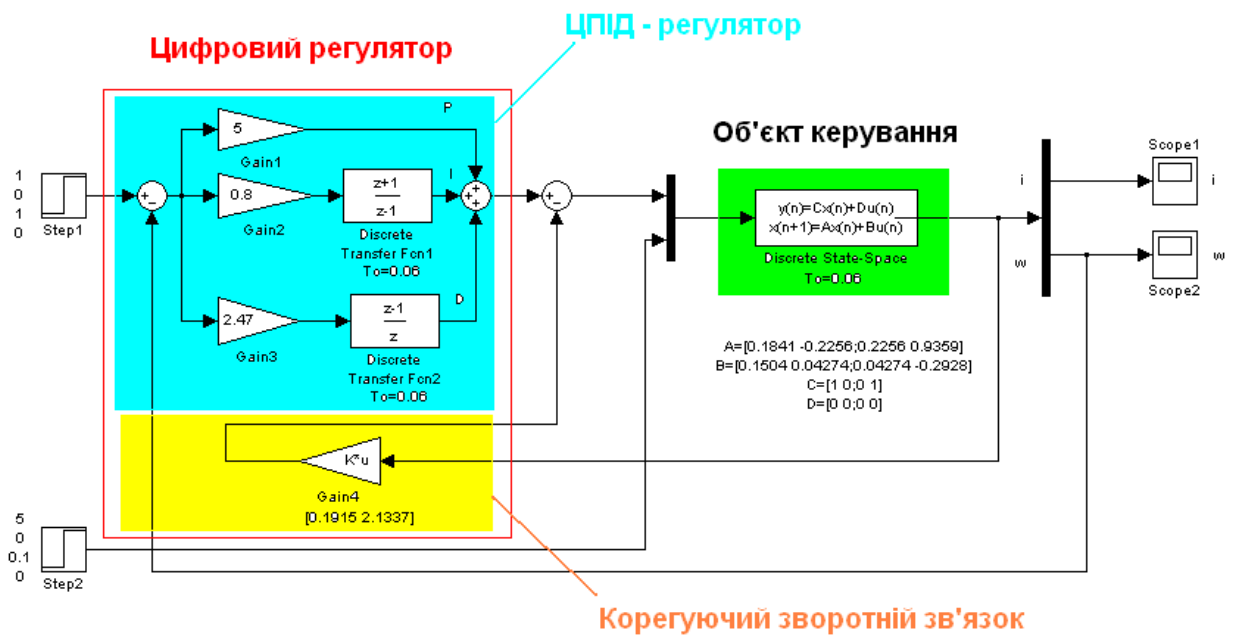 ЦПІД - регулятор
Цифровий регулятор
Об'єкт керування
P
5
Gain1
I
0.8
Gain2
z+1
z-1
Discrete
Transfer Fcn1
To=0.06
D
2.47
Gain3
z-1
z
Discrete
Transfer Fcn2
To=0.06
1
0
1
0
Step1
+
-
+
+
+
+
-
y(n)=Cx(n)+Du(n)
x(n+1)=Ax(n)+Bu(n)
Discrete State-Space
To=0.06
A=[0.1841 -0.2256;0.2256 0.9359]
B=[0.1504 0.04274;0.04274 -0.2928]
C=[1 0;0 1]
D=[0 0;0 0]
i
w
Scope1
i
w
Scope2
K*u
Gain4
[0.1915 2.1337]
5
0
0.1
0
Step2
Корегуючий зворотній зв'язок